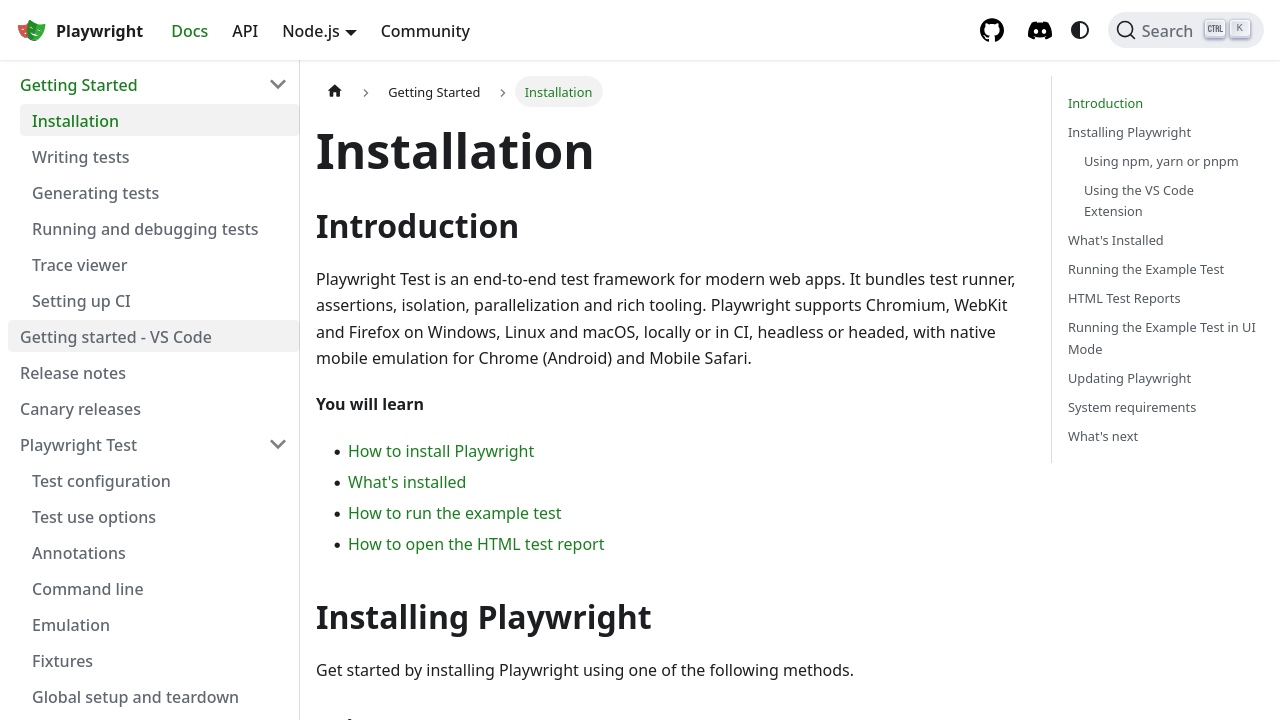 Playwright
Docs
API
Node.js
Community
Search
CTRL
K
Getting Started
Installation
Writing tests
Generating tests
Running and debugging tests
Trace viewer
Setting up CI
Getting started - VS Code
Release notes
Canary releases
Playwright Test
Test configuration
Test use options
Annotations
Command line
Emulation
Fixtures
Global setup and teardown
Getting Started
Installation
Installation
Introduction
Playwright Test is an end-to-end test framework for modern web apps. It bundles test runner,
assertions, isolation, parallelization and rich tooling. Playwright supports Chromium, WebKit
and Firefox on Windows, Linux and macOS, locally or in CI, headless or headed, with native
mobile emulation for Chrome (Android) and Mobile Safari.
You will learn
• How to install Playwright
• What's installed
• How to run the example test
• How to open the HTML test report
Installing Playwright
Get started by installing Playwright using one of the following methods.
Introduction
Installing Playwright
Using npm, yarn or pnpm
Using the VS Code
Extension
What's Installed
Running the Example Test
HTML Test Reports
Running the Example Test in UI
Mode
Updating Playwright
System requirements
What's next